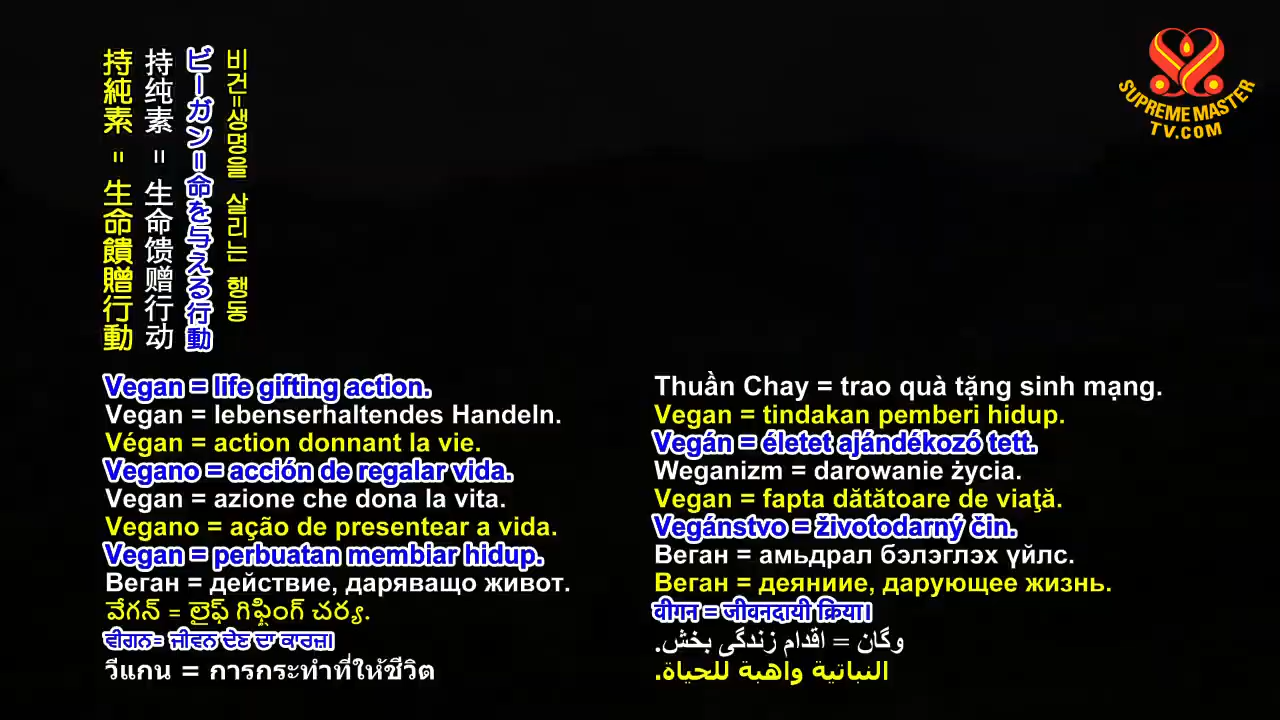 持純素 = 生命饋贈行動
持纯素 = 生命馈赠行动
ビーガン=命を与える行動
비건=생명을 살리는 행동
SUPREME MASTER
TV.COM
Vegan = life gifting action.
Vegan = lebenserhaltendes Handeln.
Végan = action donnant la vie.
Vegano = acción de regalar vida.
Vegan = azione che dona la vita.
Vegano = ação de presentear a vida.
Vegan = perbuatan membiar hidup.
Веган = действие, даряващо живот.
వేగన్ = లైఫ్ గిఫ్టింగ్ చర్య.
ਵੀਗਨ= ਜੀਵਨ ਦੇਣ ਦਾ ਕਾਰਜ਼।
วีแกน = การกระทำที่ให้ชีวิต
Thuần Chay = trao quà tặng sinh mạng.
Vegan = tindakan pemberi hidup.
Vegán = életet ajándékozó tett.
Weganizm = darowanie życia.
Vegan = fapta dătătoare de viaţă.
Vegánstvo = životodarný čin.
Веган = амьдрал бэлэглэх үйлс.
Веган = деяниие, дарующее жизнь.
वीगन = जीवनदायी क्रिया।
وگان = اقدام زندگی بخش.
النباتية واهبة للحياة.